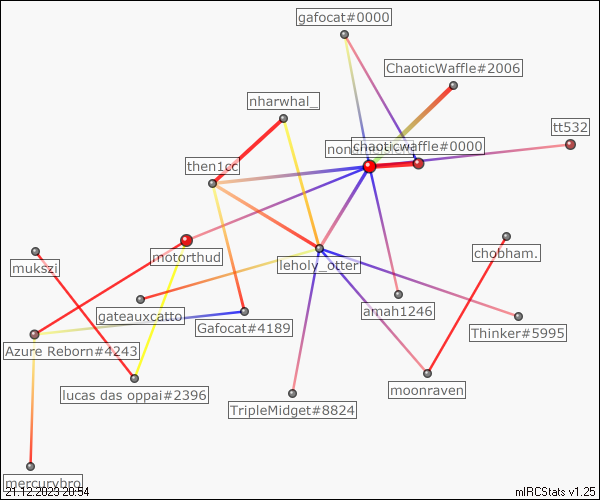 gafocat#0000
ChaoticWaffle#2006
nharwhal_
tt532
chaoticwaffle#0000
then1cc
motorthud
chobham.
leholy_otter
mukszi
amah1246
gateauxcatto
Gafocat#4189
Thinker#5995
Azure Reborn#4243
moonraven
lucas das oppai#2396
TripleMidget#8824
mercurybro
21.12.2023 20:54
mIRCStats v1.25